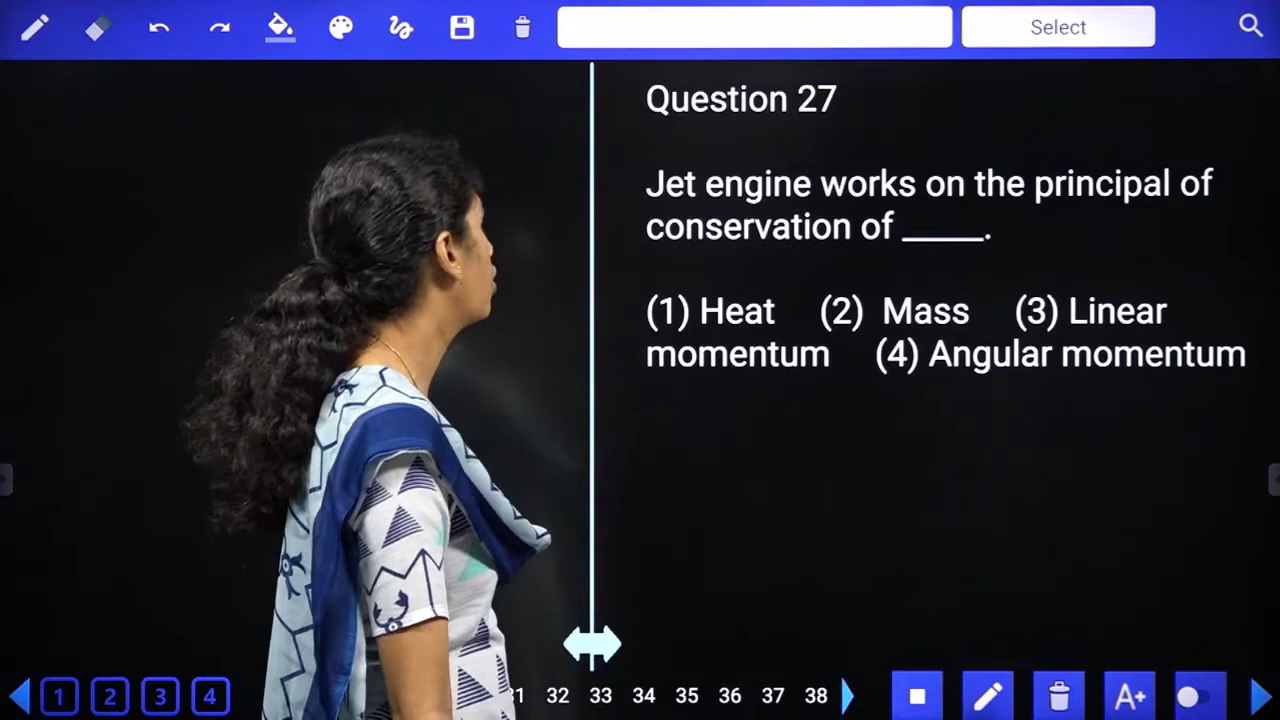 Select
Question 27
Jet engine works on the principal of
conservation of _____.
(1) Heat (2) Mass (3) Linear
momentum (4) Angular momentum
1 2 3 4
31 32 33 34 35 36 37 38
A+